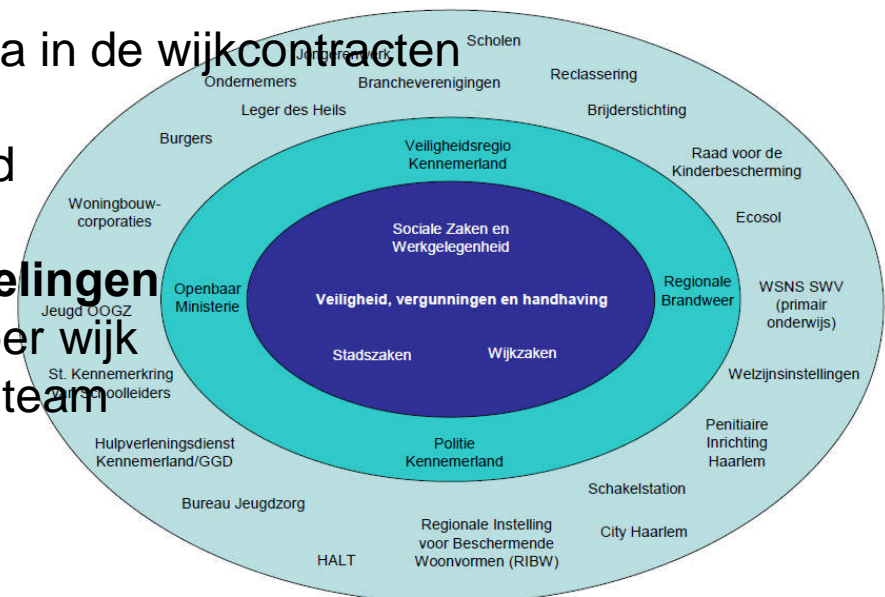 a in de wijkcontracten
d
elingen
er wijk
team
Scholen
Jongerenwerk
Ondernemers
Brancheverenigingen
Reclassering
Leger des Heils
Brijderstichting
Burgers
Veiligheidsregio
Kennemerland
Raad voor de
Kinderbescherming
Woningbouw-
corporaties
Sociale Zaken en
Werkgelegenheid
Ecosol
Openbaar
Ministerie
Veiligheid, vergunningen en handhaving
Regionale
Brandweer
WSNS SWV
(primair
onderwijs)
Jeugd OOGZ
Stadszaken
Wijkzaken
St. Kennemerkring
van Schoolleiders
Welzijnsinstellingen
Hulpverleningsdienst
Kennemerland/GGD
Politie
Kennemerland
Penitiaire
Inrichting
Haarlem
Schakelstation
Bureau Jeugdzorg
Regionale Instelling
voor Beschermende
Woonvormen (RIBW)
City Haarlem
HALT